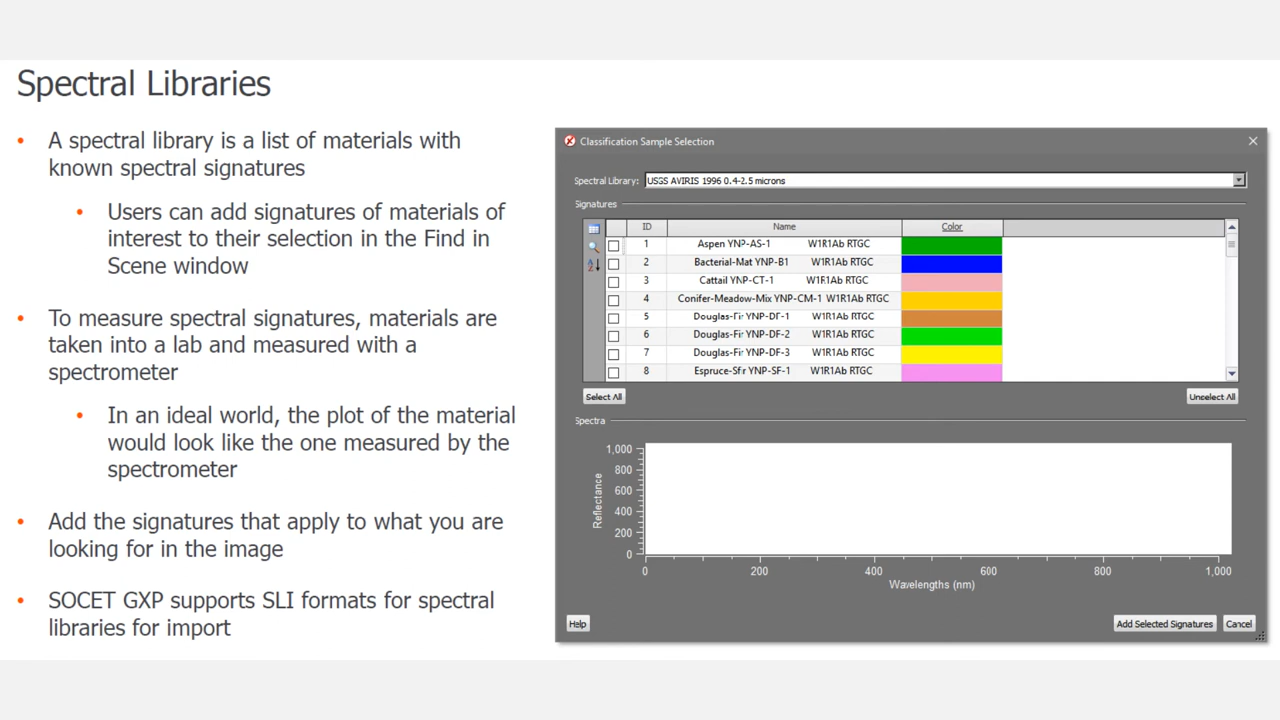 Spectral Libraries
• A spectral library is a list of materials with
known spectral signatures
• Users can add signatures of materials of
interest to their selection in the Find in
Scene window
• To measure spectral signatures, materials are
taken into a lab and measured with a
spectrometer
• In an ideal world, the plot of the material
would look like the one measured by the
spectrometer
• Add the signatures that apply to what you are
looking for in the image
• SOCET GXP supports SLI formats for spectral
libraries for import
Classification Sample Selection
Spectral Library: USGS AVIRIS 1996 0.4-2.5 microns
Signatures
ID Name Color
1 Aspen YNP-AS-1 W1R1Ab RTGC
2 Bacterial-Mat YNP-B1 W1R1Ab RTGC
3 Cattail YNP-CT-1 W1R1Ab RTGC
4 Conifer-Meadow-Mix YNP-CM-1 W1R1Ab RTGC
5 Douglas-Fir YNP-DF-1 W1R1Ab RTGC
6 Douglas-Fir YNP-DF-2 W1R1Ab RTGC
7 Douglas-Fir YNP-DF-3 W1R1Ab RTGC
8 Espruce-Sfir YNP-SF-1 W1R1Ab RTGC
Select All Unselect All
Spectra
1,000
800
600
400
200
0
Reflectance
0 200 400 600 800 1,000
Wavelengths (nm)
Help Add Selected Signatures Cancel